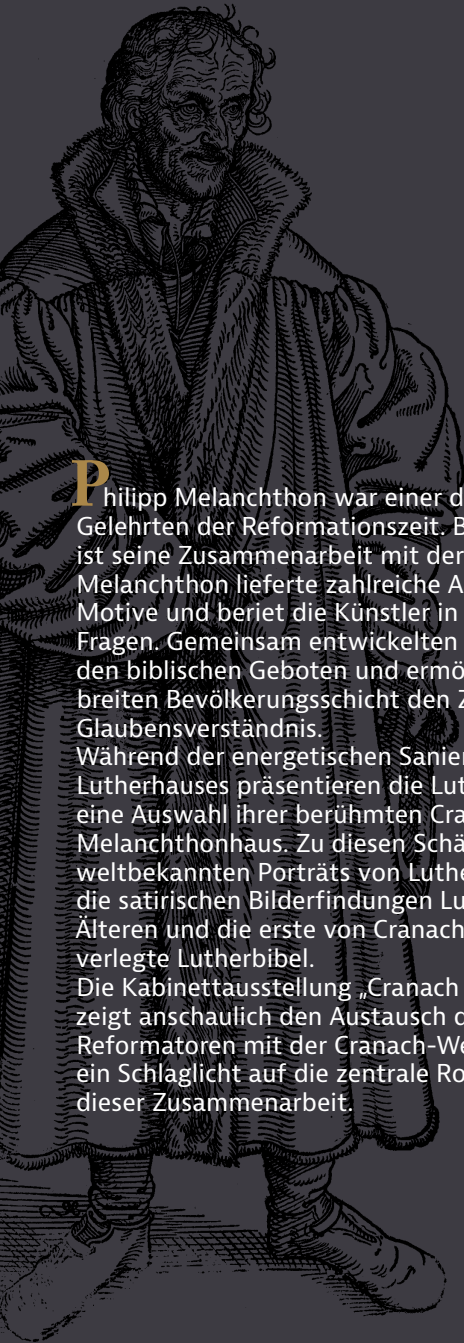 Philipp Melanchthon war einer d
Gelehrten der Reformationszeit. B
ist seine Zusammenarbeit mit der
Melanchthon lieferte zahlreiche A
Motive und beriet die Künstler in
Fragen. Gemeinsam entwickelten
den biblischen Geboten und ermö
breiten Bevölkerungsschicht den Z
Glaubensverständnis.
Während der energetischen Sanier
Lutherhauses präsentieren die Lut
eine Auswahl ihrer berühmten Cra
Melanchthonhaus. Zu diesen Schä
weltbekannten Porträts von Luthe
die satirischen Bilderfindungen Lu
Älteren und die erste von Cranach
verlegte Lutherbibel.
Die Kabinettausstellung „Cranach
zeigt anschaulich den Austausch d
Reformatoren mit der Cranach-We
ein Schlaglicht auf die zentrale Ro
dieser Zusammenarbeit.